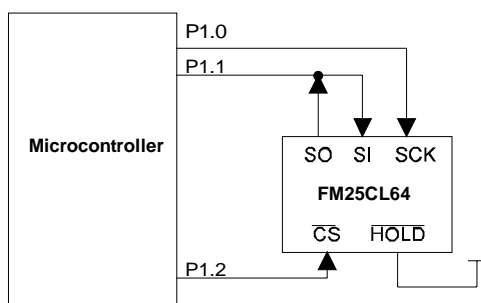 P1.0
P1.1
Microcontroller
SO SI SCK
FM25CL64
CS HOLD
P1.2